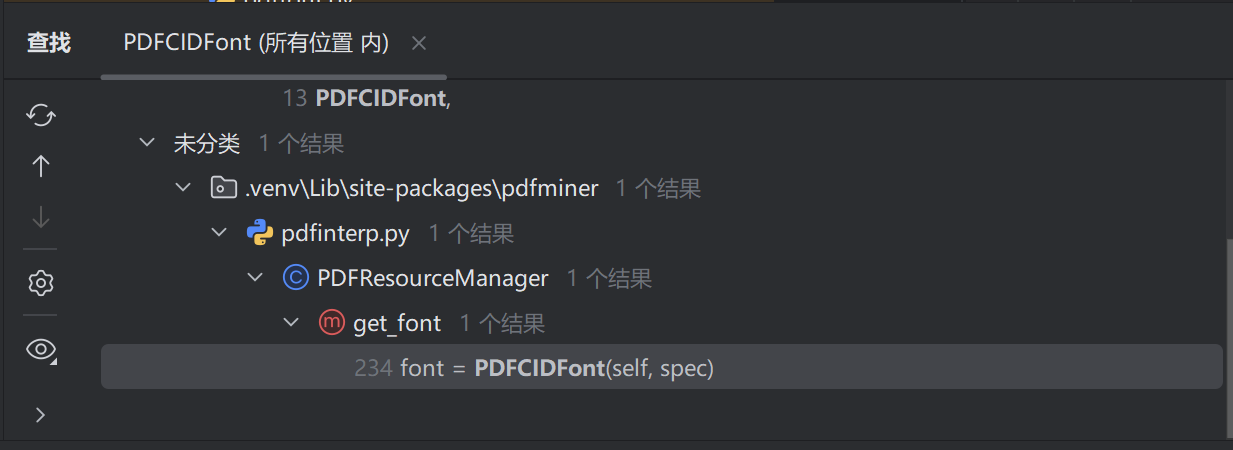 查找 PDFCIDFont (所有位置 内)
13 PDFCIDFont,
未分类 1 个结果
.venv\Lib\site-packages\pdfminer 1 个结果
pdfinterp.py 1 个结果
PDFResourceManager 1 个结果
get_font 1 个结果
234 font = PDFCIDFont(self, spec)